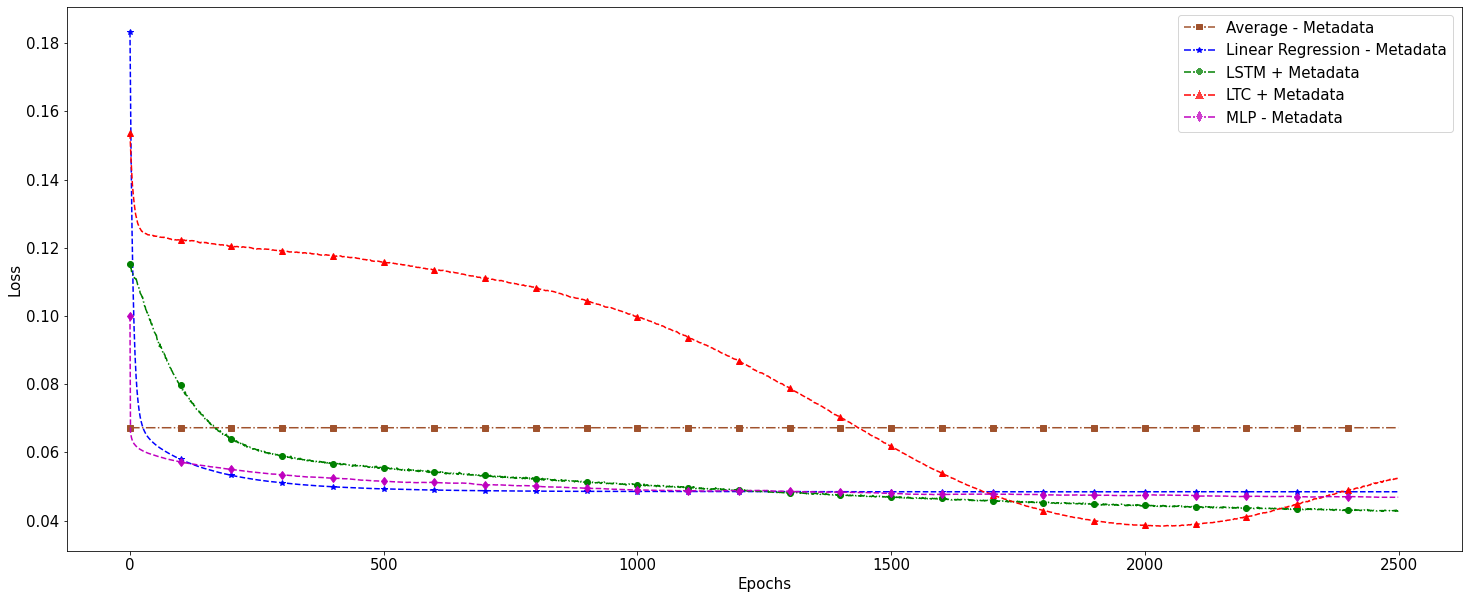 0.18
0.16
0.14
0.12
0.10
0.08
0.06
0.04
Loss
0 500 1000 1500 2000 2500
Epochs
Average - Metadata
Linear Regression - Metadata
LSTM + Metadata
LTC + Metadata
MLP - Metadata